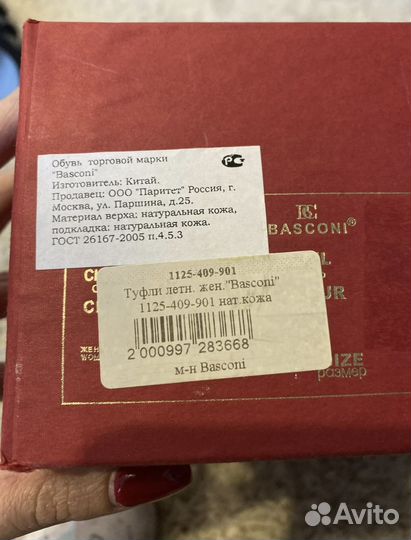 Обувь торговой марки
"Basconi"
Изготовитель: Китай.
Продавец: ООО "Паритет" Россия, г.
Москва, ул. Паршина, д.25.
Материал верха: натуральная кожа,
подкладка: натуральная кожа.
ГОСТ 26167-2005 п.4.5.3
BASCONI®
1125-409-901
Туфли летн. жен."Basconi"
1125-409-901 нат.кожа
2 000997 283668
м-н Basconi
размер
Avito